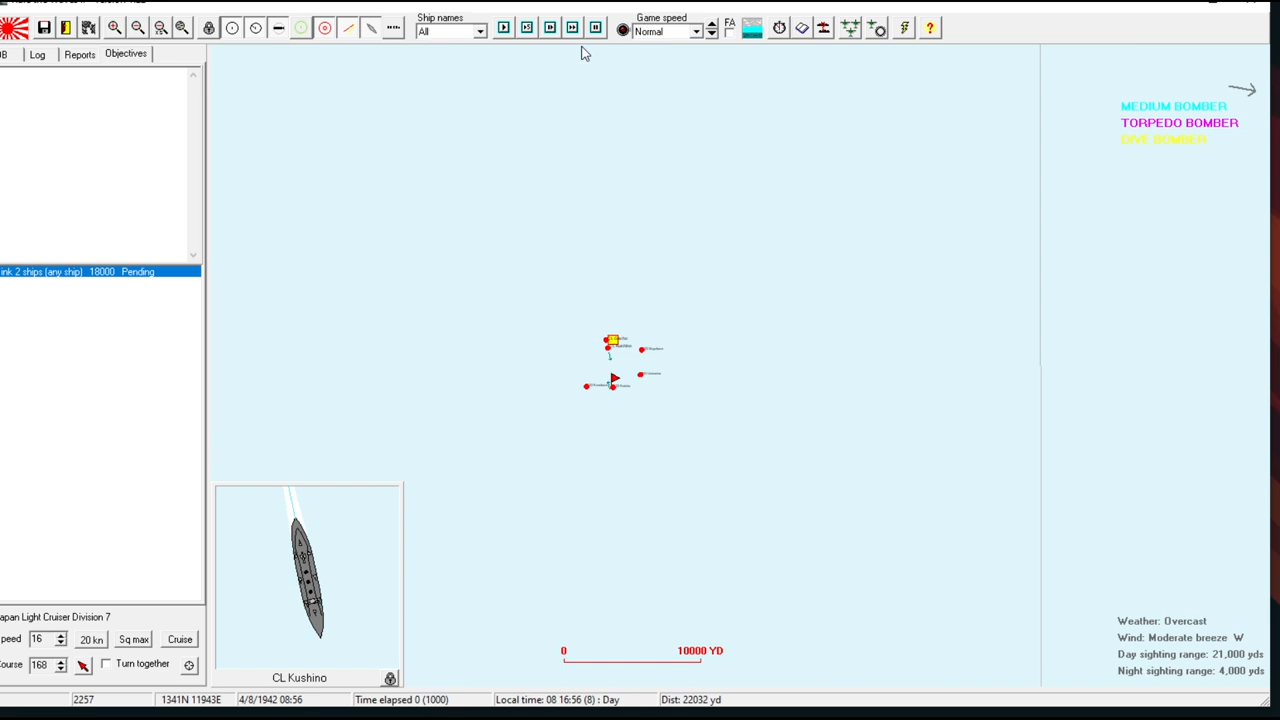 Ship names
Game speed
All
Normal
FA
Log
Reports
Objectives
MEDIUM BOMBER
TORPEDO BOMBER
DIVE BOMBER
ink 2 ships (any ship) 18000 Pending
apan Light Cruiser Division 7
peed 16 20 kn Sq max Cruise
Course 168 Turn together
CL Kushino
0 10000 YD
Weather: Overcast
Wind: Moderate breeze W
Day sighting range: 21,000 yds
Night sighting range: 4,000 yds
2257 1341N 11943E 4/8/1942 08:56 Time elapsed 0 (1000) Local time: 08 16:56 (8) : Day Dist: 22032 yd